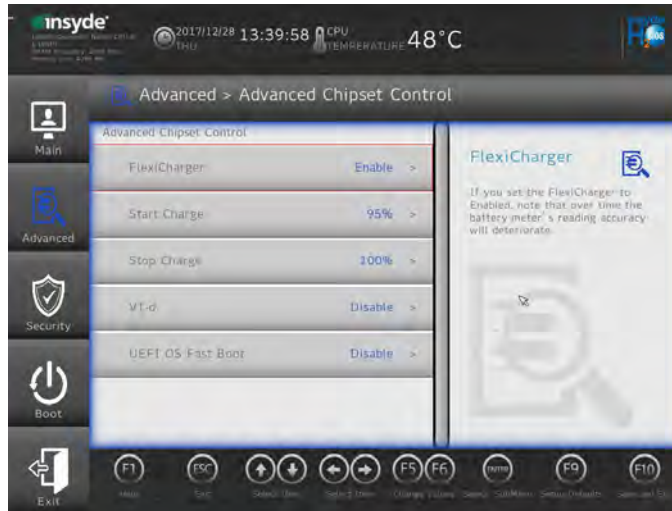 insyde
2017/12/28
THU
13:39:58
CPU
TEMPERATURE
48°C
Advanced > Advanced Chipset Control
Main
Advanced
Security
Boot
Exit
Advanced Chipset Control
FlexiCharger Enable >
Start Charge 95% >
Stop Charge 100% >
VT-d Disable >
UEFI OS Fast Boot Disable >
FlexiCharger
If you set the FlexiCharger to
Enabled, note that over time the
battery meter's reading accuracy
will deteriorate.
F1 ESC F5 F6 ENTER F9 F10
Exit Select Item Select Item Change Values Select SubMenu Setup Defaults